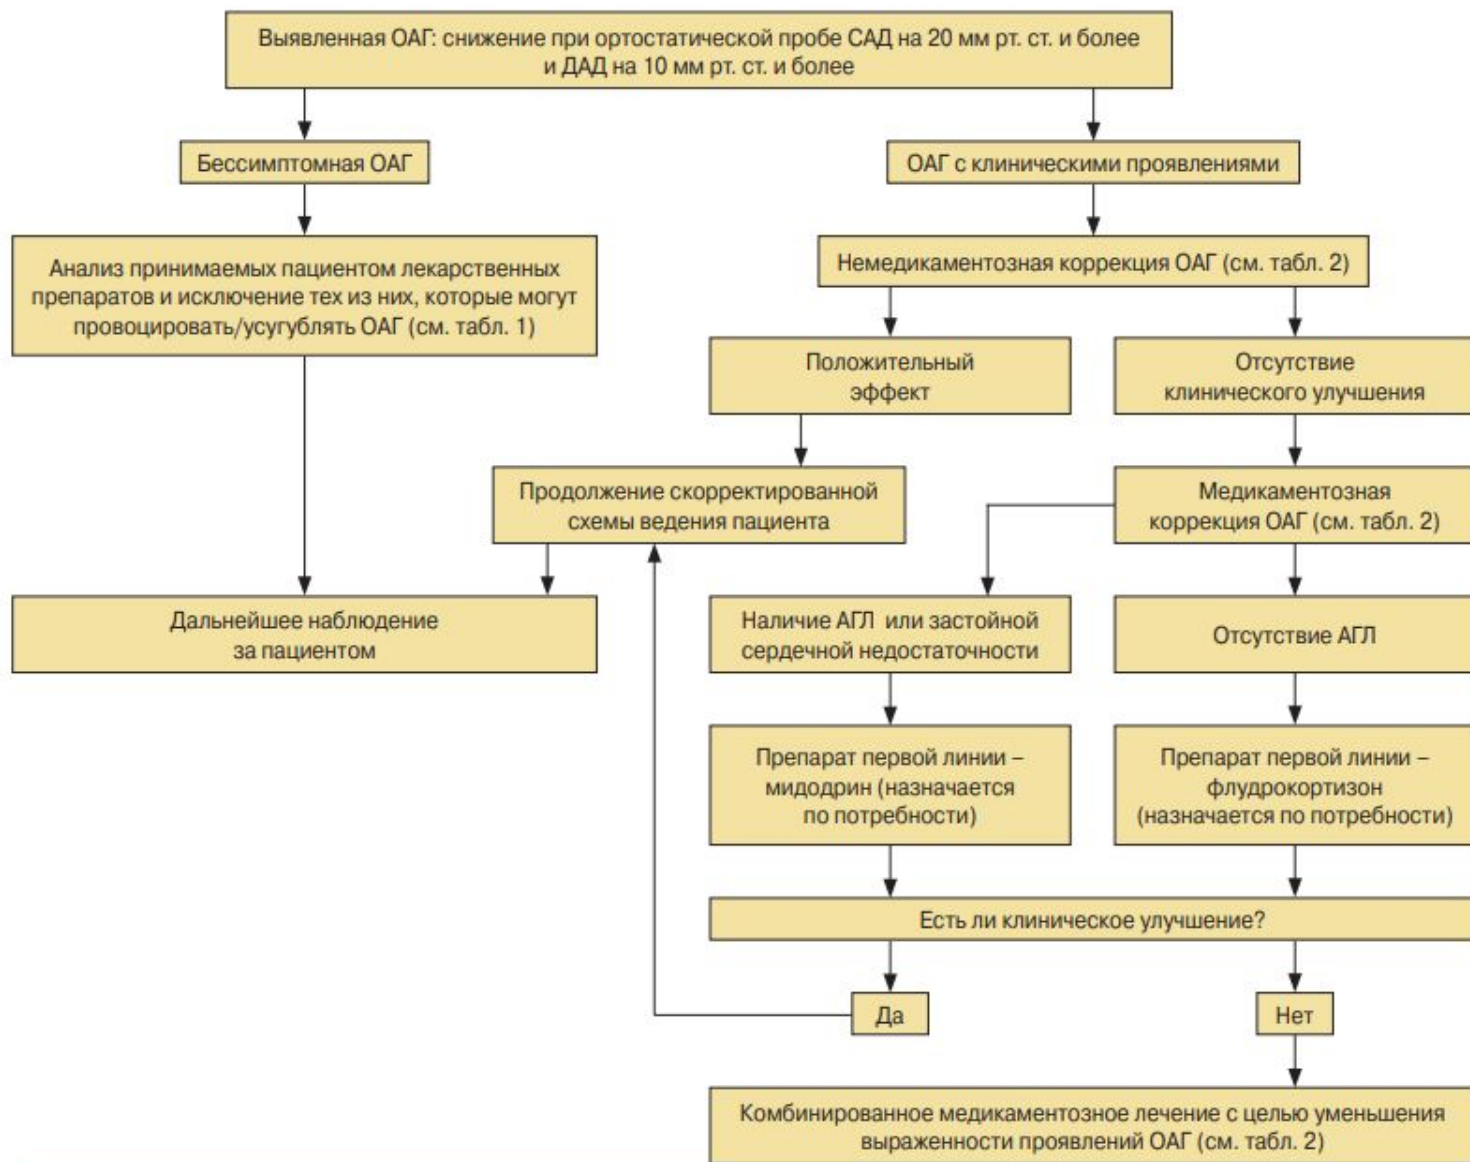 Выявленная ОАГ: снижение при ортостатической пробе САД на 20 мм рт. ст. и более
и ДАД на 10 мм рт. ст. и более
Бессимптомная ОАГ
ОАГ с клиническими проявлениями
Анализ принимаемых пациентом лекарственных
препаратов и исключение тех из них, которые могут
провоцировать/усугублять ОАГ (см. табл. 1)
Немедикаментозная коррекция ОАГ (см. табл. 2)
Положительный
эффект
Отсутствие
клинического улучшения
Продолжение скорректированной
схемы ведения пациента
Медикаментозная
коррекция ОАГ (см. табл. 2)
Дальнейшее наблюдение
за пациентом
Наличие АГЛ или застойной
сердечной недостаточности
Отсутствие АГЛ
Препарат первой линии –
мидодрин (назначается
по потребности)
Препарат первой линии –
флудрокортизон
(назначается по потребности)
Есть ли клиническое улучшение?
Да
Нет
Комбинированное медикаментозное лечение с целью уменьшения
выраженности проявлений ОАГ (см. табл. 2)